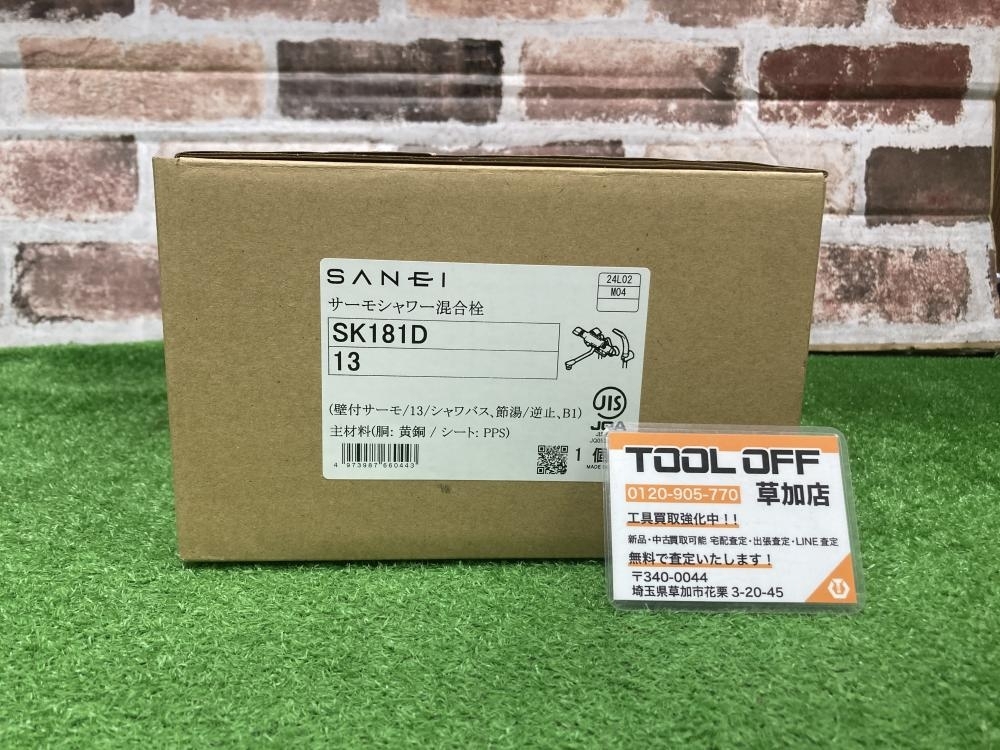 SANEI
24L02
M04
サーモシャワー混合栓
SK181D
13
JIS
(壁付サーモ/13/シャワバス、節湯/逆止、B1)
主材料(胴: 黄銅 / シート: PPS)
4 973987 660443
1 個
TOOL OFF
0120-905-770 草加店
工具買取強化中！！
新品・中古買取可能 宅配査定・出張査定・LINE査定
無料で査定いたします！
〒340-0044
埼玉県草加市花栗 3-20-45